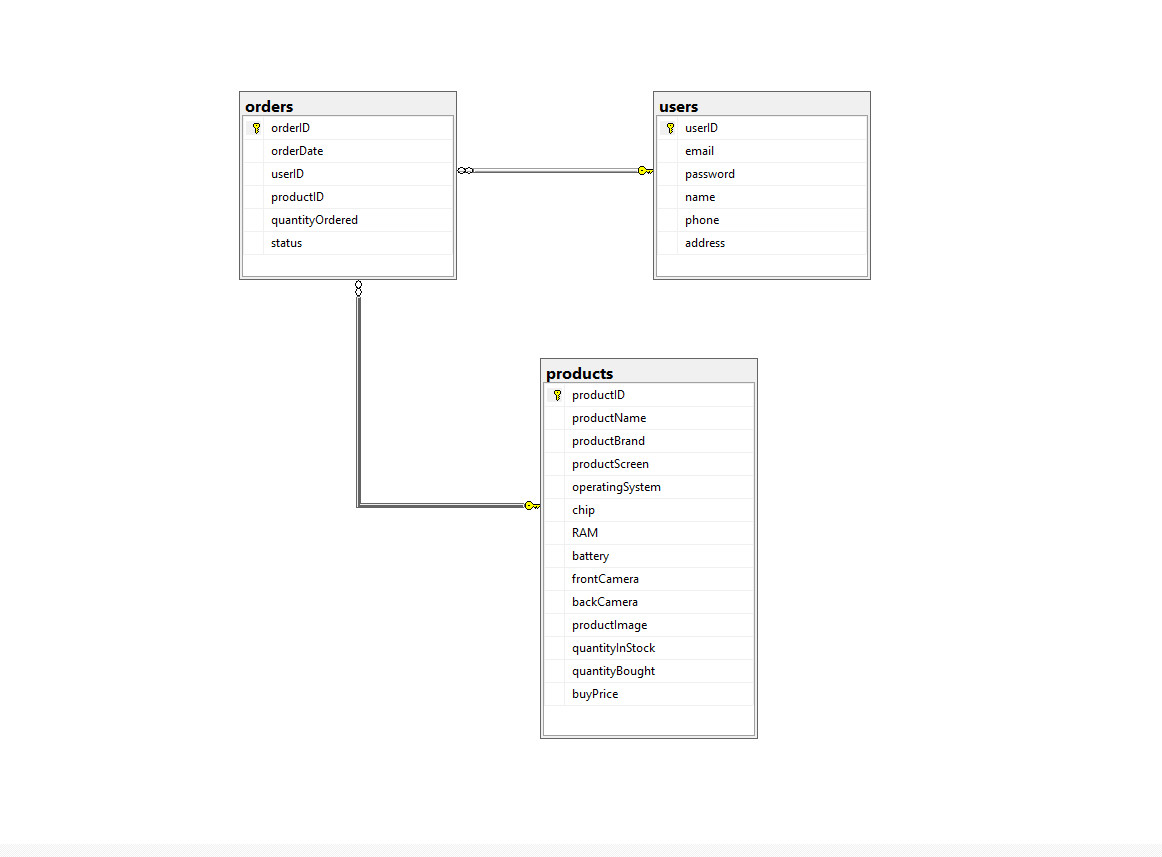 orders
orderID
orderDate
userID
productID
quantityOrdered
status
users
userID
email
password
name
phone
address
products
productID
productName
productBrand
productScreen
operatingSystem
chip
RAM
battery
frontCamera
backCamera
productImage
quantityInStock
quantityBought
buyPrice